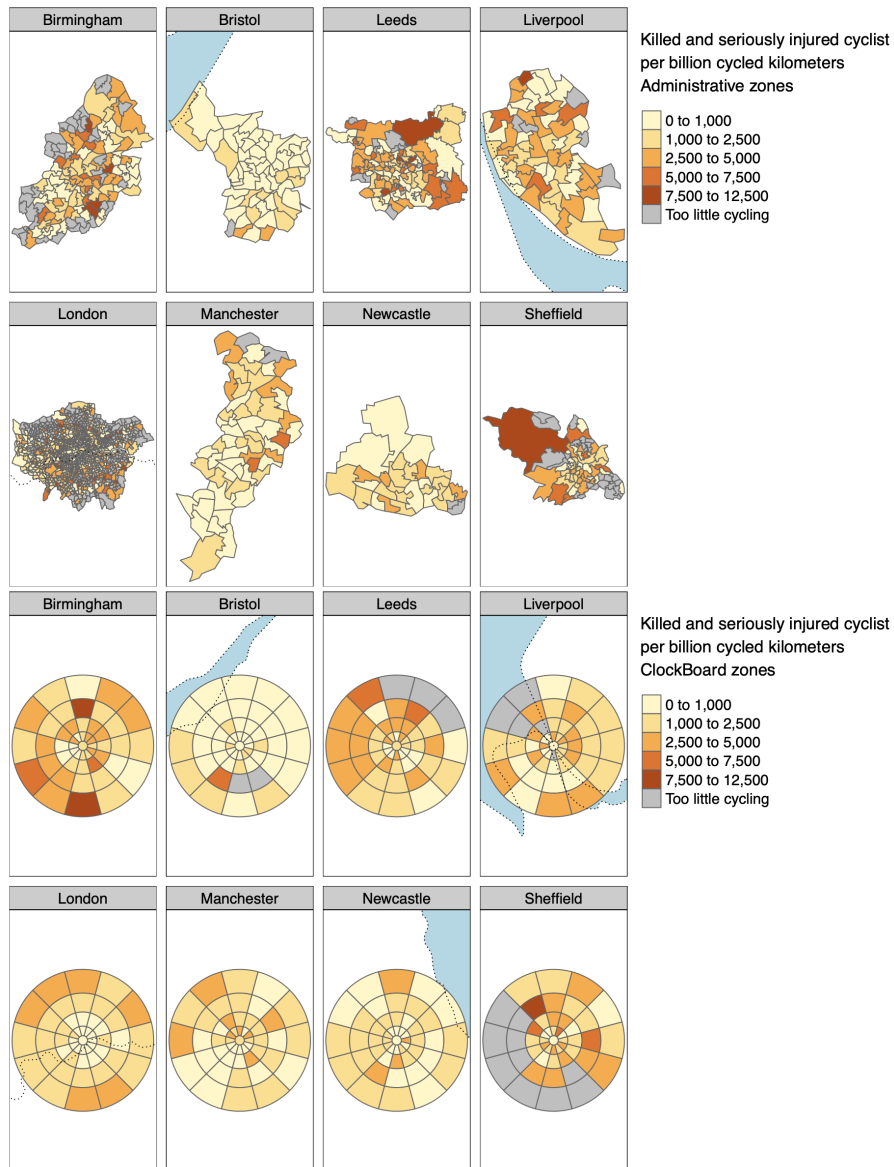 Birmingham
Bristol
Leeds
Liverpool
Killed and seriously injured cyclist
per billion cycled kilometers
Administrative zones
0 to 1,000
1,000 to 2,500
2,500 to 5,000
5,000 to 7,500
7,500 to 12,500
Too little cycling
London
Manchester
Newcastle
Sheffield
Birmingham
Bristol
Leeds
Liverpool
Killed and seriously injured cyclist
per billion cycled kilometers
ClockBoard zones
0 to 1,000
1,000 to 2,500
2,500 to 5,000
5,000 to 7,500
7,500 to 12,500
Too little cycling
London
Manchester
Newcastle
Sheffield